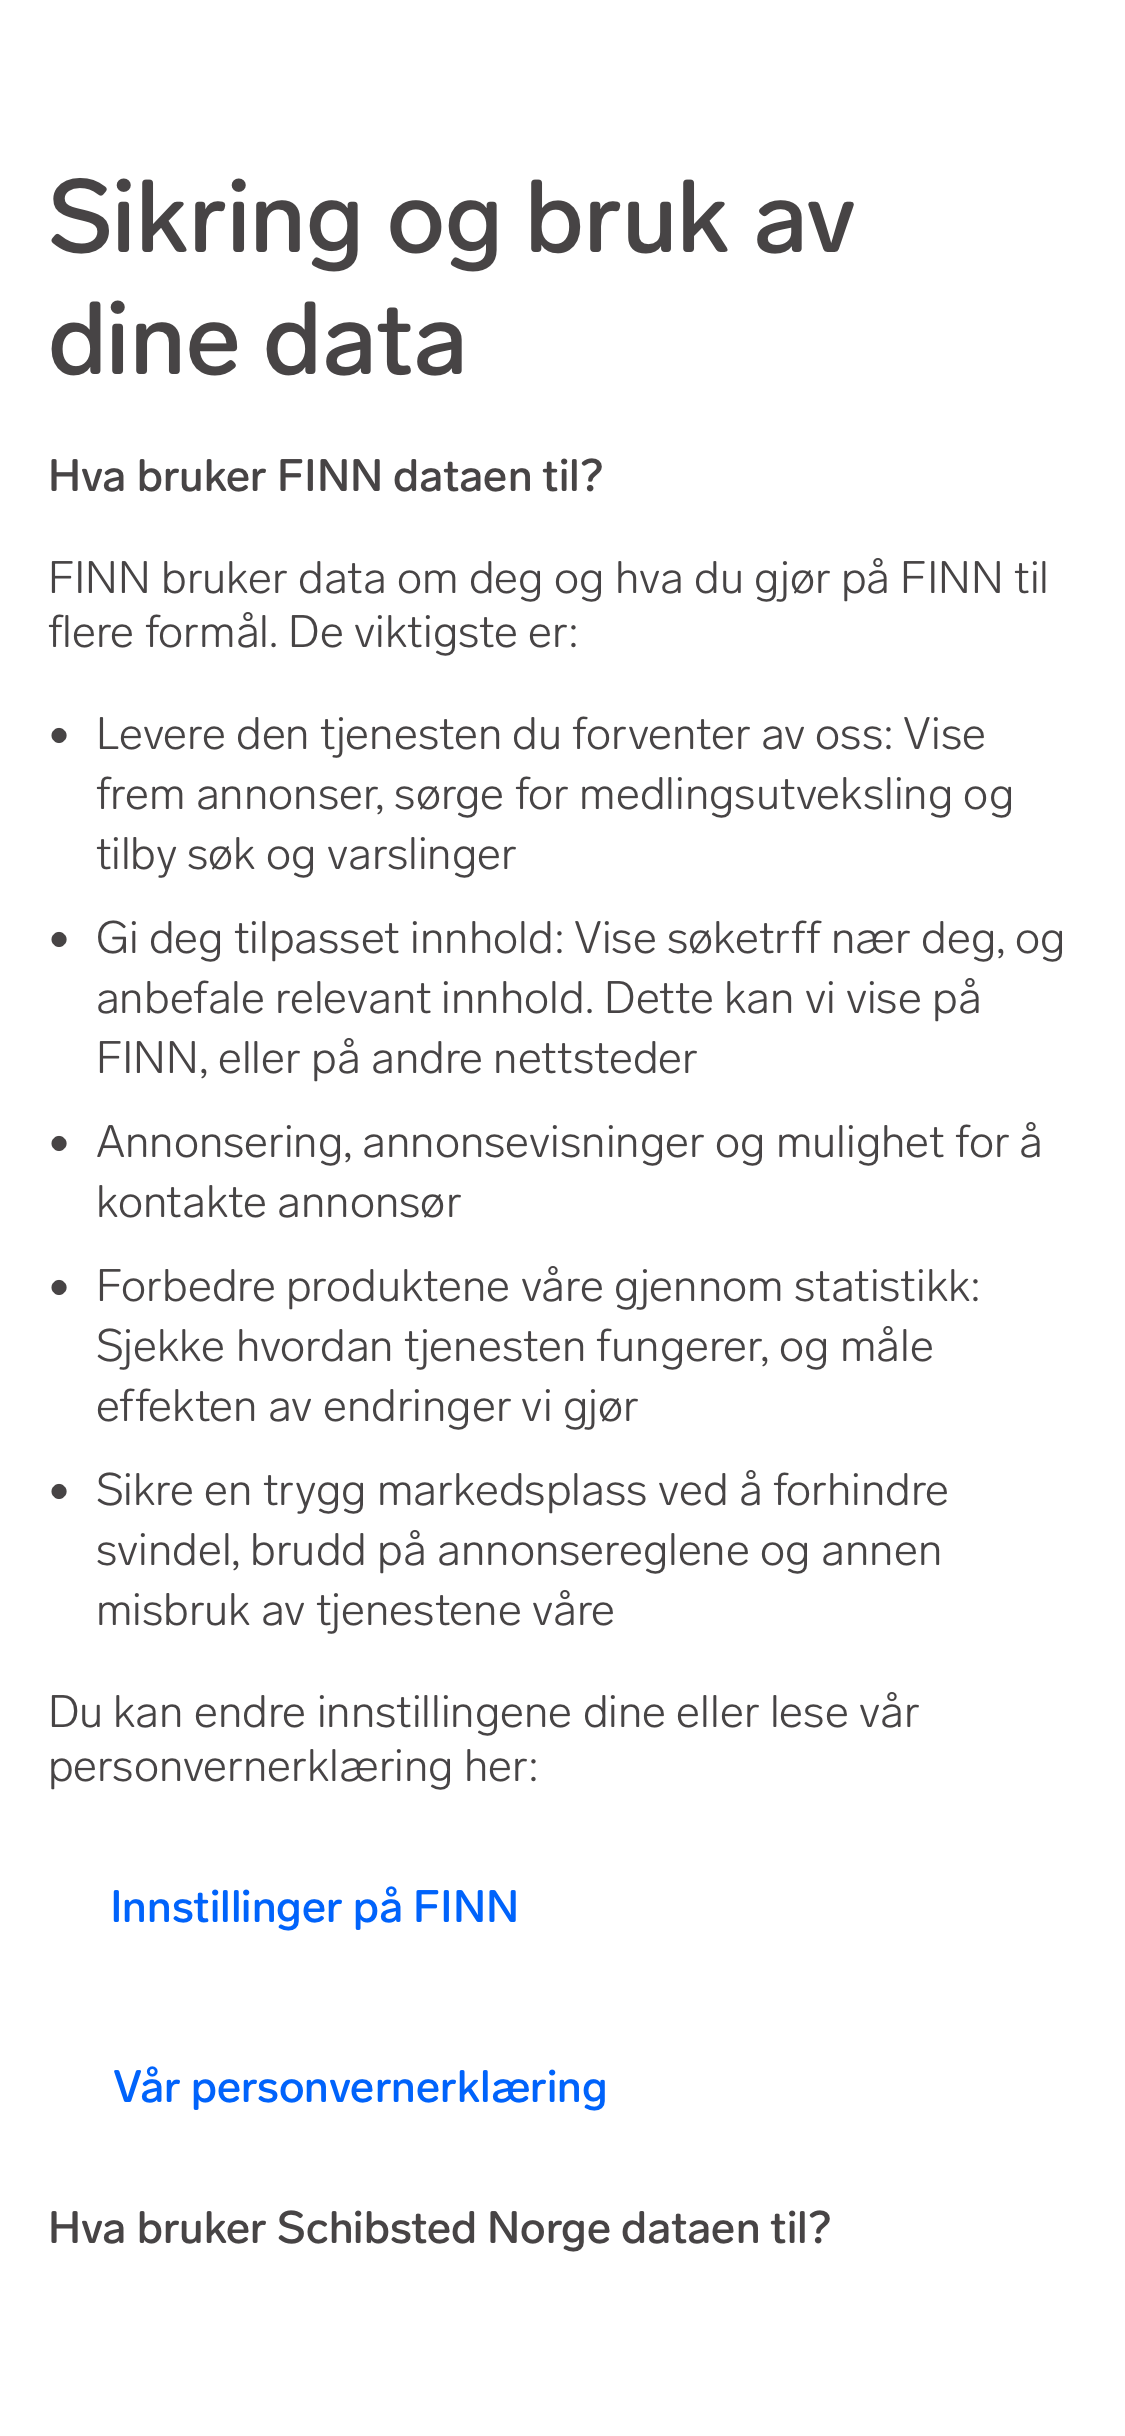 Sikring og bruk av
dine data
Hva bruker FINN dataen til?
FINN bruker data om deg og hva du gjør på FINN til
flere formål. De viktigste er:
• Levere den tjenesten du forventer av oss: Vise
frem annonser, sørge for medlingsutveksling og
tilby søk og varslinger
• Gi deg tilpasset innhold: Vise søketrff nær deg, og
anbefale relevant innhold. Dette kan vi vise på
FINN, eller på andre nettsteder
• Annonsering, annonsevisninger og mulighet for å
kontakte annonsør
• Forbedre produktene våre gjennom statistikk:
Sjekke hvordan tjenesten fungerer, og måle
effekten av endringer vi gjør
• Sikre en trygg markedsplass ved å forhindre
svindel, brudd på annonsereglene og annen
misbruk av tjenestene våre
Du kan endre innstillingene dine eller lese vår
personvernerklæring her:
Innstillinger på FINN
Vår personvernerklæring
Hva bruker Schibsted Norge dataen til?